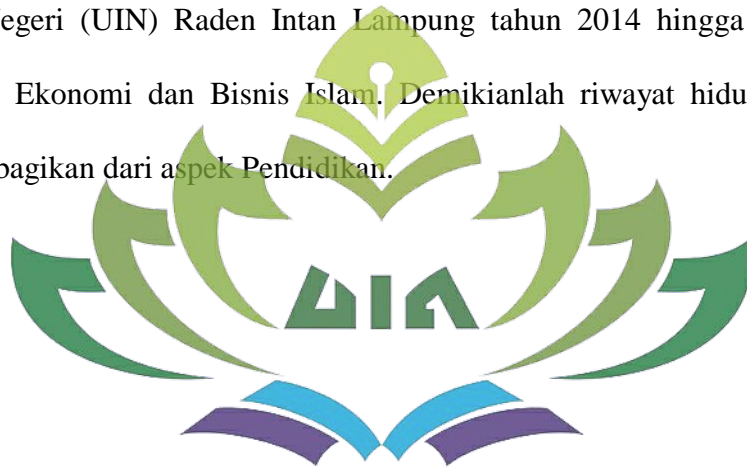 egeri (UIN) Raden Intan Lampung tahun 2014 hingga
Ekonomi dan Bisnis Islam. Demikianlah riwayat hidu
bagikan dari aspek Pendidikan.
UIN